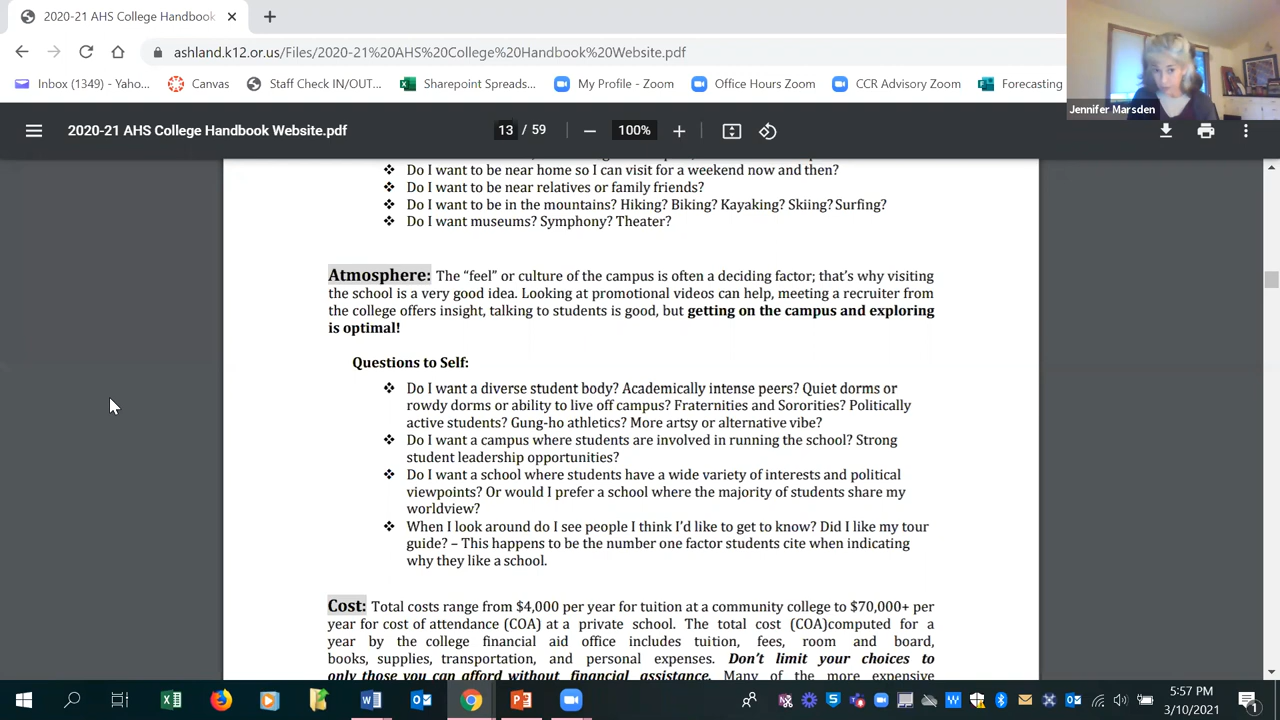 2020-21 AHS College Handbook
ashland.k12.or.us/Files/2020-21%20AHS%20College%20Handbook%20Website.pdf
Inbox (1349) - Yaho... Canvas Staff Check IN/OUT... Sharepoint Spreads... My Profile - Zoom Office Hours Zoom CCR Advisory Zoom Forecasting
Jennifer Marsden
2020-21 AHS College Handbook Website.pdf 13 / 59 100%
❖ Do I want to be near home so I can visit for a weekend now and then?
❖ Do I want to be near relatives or family friends?
❖ Do I want to be in the mountains? Hiking? Biking? Kayaking? Skiing? Surfing?
❖ Do I want museums? Symphony? Theater?
Atmosphere: The “feel” or culture of the campus is often a deciding factor; that’s why visiting
the school is a very good idea. Looking at promotional videos can help, meeting a recruiter from
the college offers insight, talking to students is good, but getting on the campus and exploring
is optimal!
Questions to Self:
❖ Do I want a diverse student body? Academically intense peers? Quiet dorms or
rowdy dorms or ability to live off campus? Fraternities and Sororities? Politically
active students? Gung-ho athletics? More artsy or alternative vibe?
❖ Do I want a campus where students are involved in running the school? Strong
student leadership opportunities?
❖ Do I want a school where students have a wide variety of interests and political
viewpoints? Or would I prefer a school where the majority of students share my
worldview?
❖ When I look around do I see people I think I’d like to get to know? Did I like my tour
guide? – This happens to be the number one factor students cite when indicating
why they like a school.
Cost: Total costs range from $4,000 per year for tuition at a community college to $70,000+ per
year for cost of attendance (COA) at a private school. The total cost (COA)computed for a
year by the college financial aid office includes tuition, fees, room and board,
books, supplies, transportation, and personal expenses. Don’t limit your choices to
only those you can afford without financial assistance. Many of the more expensive
5:57 PM
3/10/2021